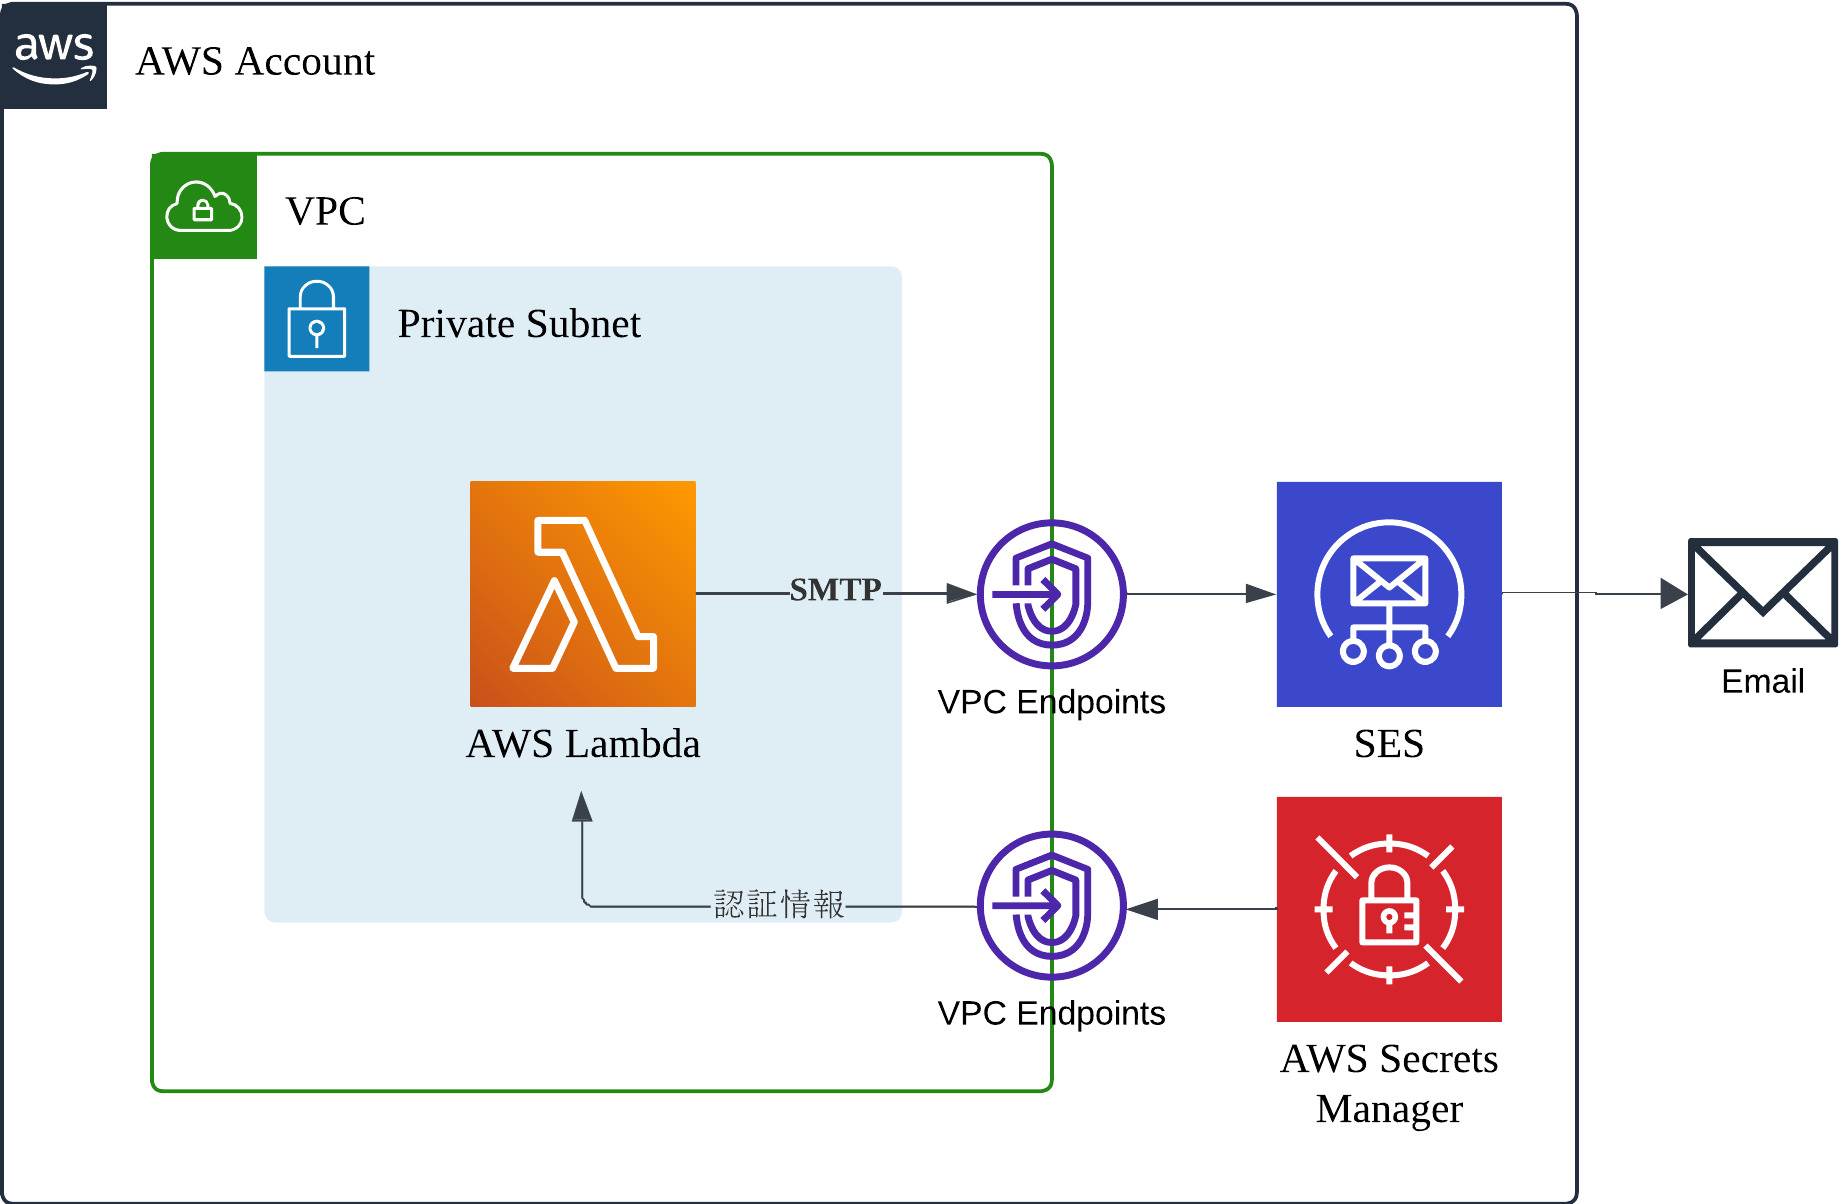 aws
AWS Account
VPC
Private Subnet
SMTP
VPC Endpoints
AWS Lambda
SES
Email
認証情報
VPC Endpoints
AWS Secrets
Manager